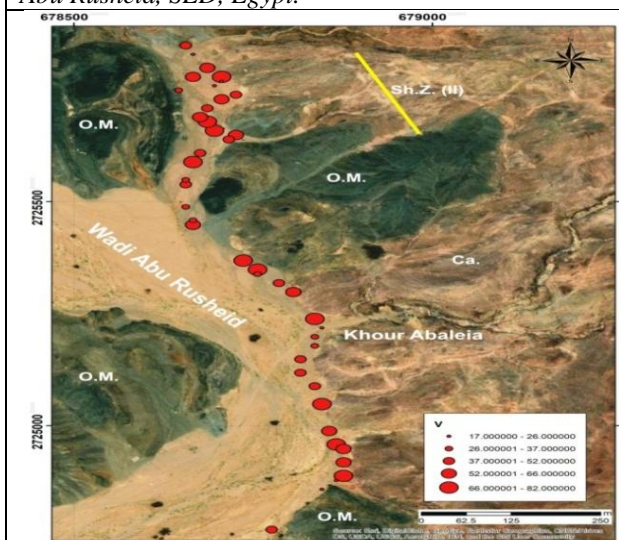 Abu Rusheid, SED, Egypt.
678500
679000
Sh.Z. (II)
O.M.
O.M.
2725500
Wadi Abu Rusheid
Ca.
Khour Abaleia
O.M.
2725000
V
17.000000 - 26.000000
26.000001 - 37.000000
37.000001 - 52.000000
52.000001 - 66.000000
66.000001 - 82.000000
O.M.
m
0 62.5 125 250